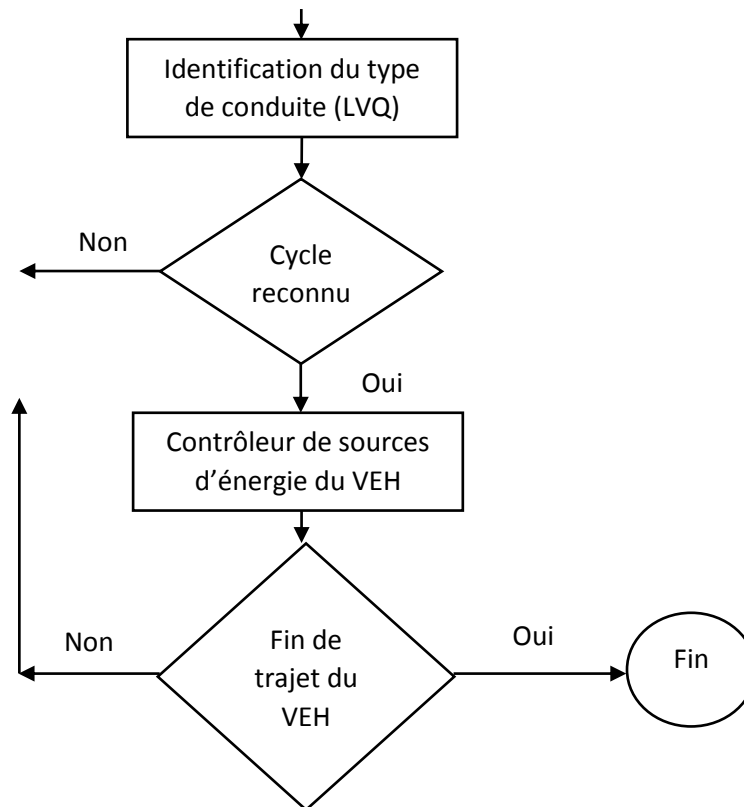 Identification du type
de conduite (LVQ)
Non
Cycle
reconnu
Oui
Contrôleur de sources
d’énergie du VEH
Non
Fin de
trajet du
VEH
Oui
Fin